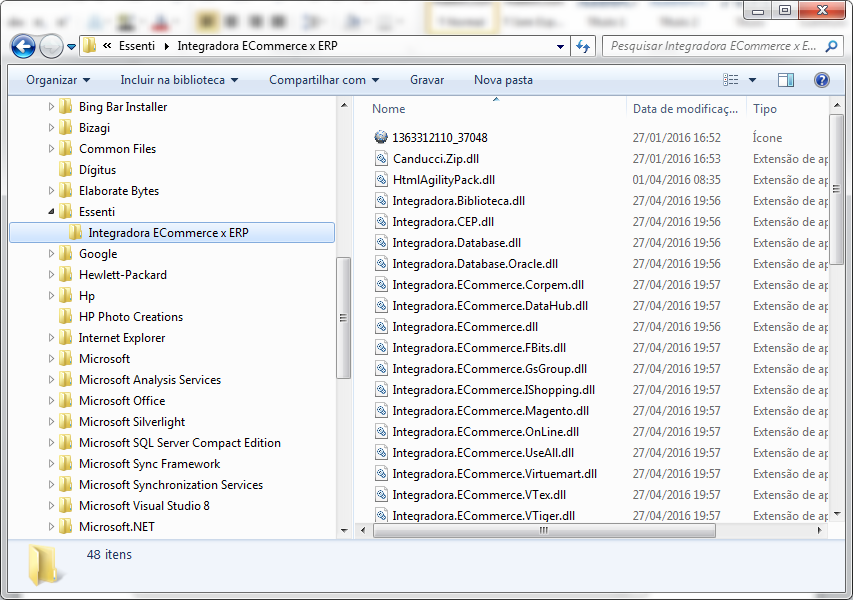 « Essenti Integradora ECommerce x ERP
Pesquisar Integradora ECommerce x E...
Organizar Incluir na biblioteca Compartilhar com Gravar Nova pasta
Bing Bar Installer
Bizagi
Common Files
Dígitus
Elaborate Bytes
Essenti
Integradora ECommerce x ERP
Google
Hewlett-Packard
Hp
HP Photo Creations
Internet Explorer
Microsoft
Microsoft Analysis Services
Microsoft Office
Microsoft Silverlight
Microsoft SQL Server Compact Edition
Microsoft Sync Framework
Microsoft Synchronization Services
Microsoft Visual Studio 8
Microsoft.NET
Nome Data de modificaç... Tipo
1363312110_37048 27/01/2016 16:52 Ícone
Canducci.Zip.dll 27/01/2016 16:53 Extensão de ap
HtmlAgilityPack.dll 01/04/2016 08:35 Extensão de ap
Integradora.Biblioteca.dll 27/04/2016 19:56 Extensão de ap
Integradora.CEP.dll 27/04/2016 19:56 Extensão de ap
Integradora.Database.dll 27/04/2016 19:56 Extensão de ap
Integradora.Database.Oracle.dll 27/04/2016 19:56 Extensão de ap
Integradora.ECommerce.Corpem.dll 27/04/2016 19:57 Extensão de ap
Integradora.ECommerce.DataHub.dll 27/04/2016 19:57 Extensão de ap
Integradora.ECommerce.dll 27/04/2016 19:56 Extensão de ap
Integradora.ECommerce.FBits.dll 27/04/2016 19:57 Extensão de ap
Integradora.ECommerce.GsGroup.dll 27/04/2016 19:57 Extensão de ap
Integradora.ECommerce.IShopping.dll 27/04/2016 19:57 Extensão de ap
Integradora.ECommerce.Magento.dll 27/04/2016 19:57 Extensão de ap
Integradora.ECommerce.OnLine.dll 27/04/2016 19:57 Extensão de ap
Integradora.ECommerce.UseAll.dll 27/04/2016 19:57 Extensão de ap
Integradora.ECommerce.Virtuemart.dll 27/04/2016 19:57 Extensão de ap
Integradora.ECommerce.VTex.dll 27/04/2016 19:57 Extensão de ap
Integradora.ECommerce.VTiger.dll 27/04/2016 19:57 Extensão de ap
48 itens